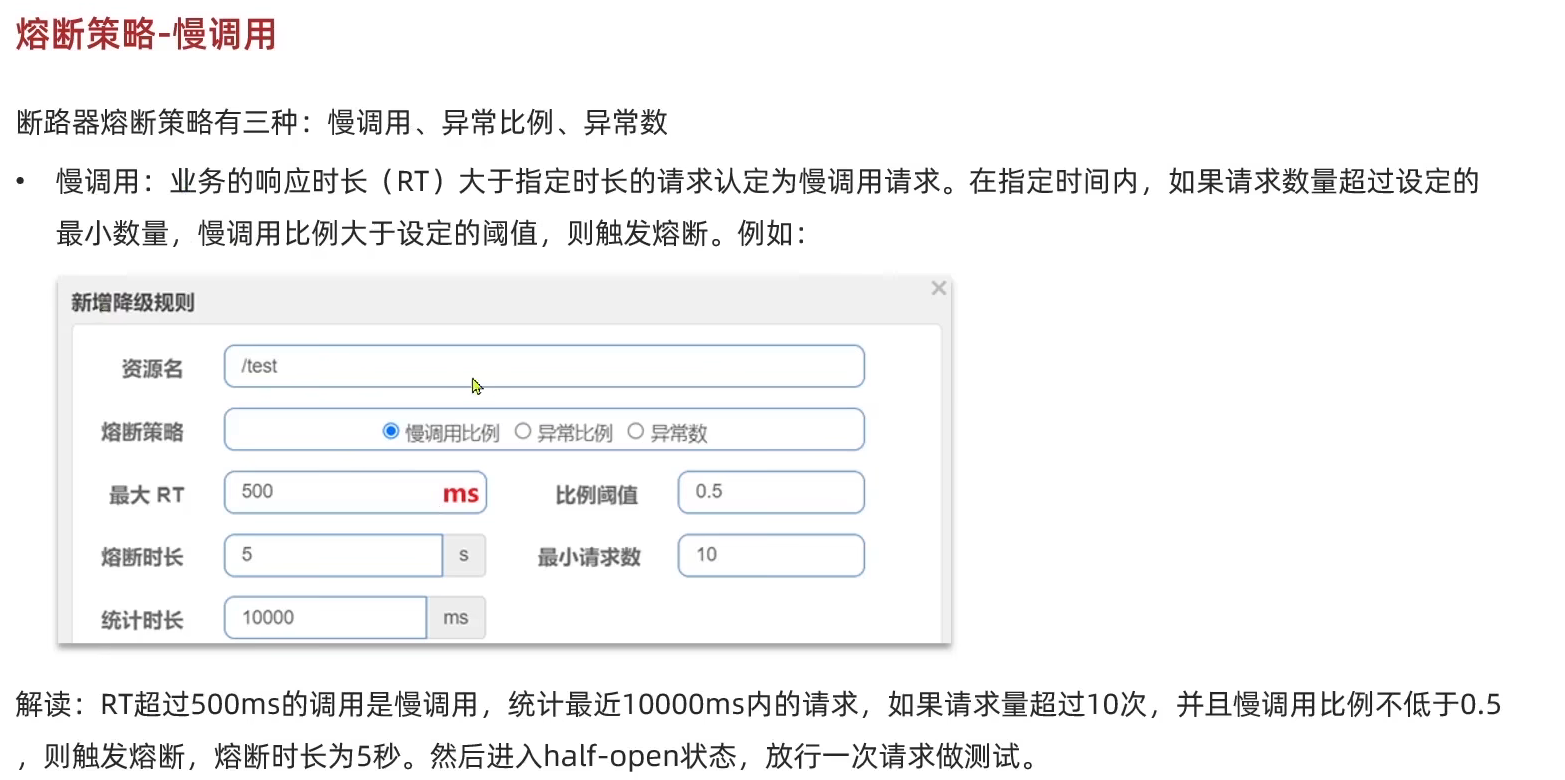 熔断策略-慢调用
断路器熔断策略有三种：慢调用、异常比例、异常数
• 慢调用：业务的响应时长（RT）大于指定时长的请求认定为慢调用请求。在指定时间内，如果请求数量超过设定的
最小数量，慢调用比例大于设定的阈值，则触发熔断。例如：
新增降级规则 ×
资源名 /test
熔断策略 慢调用比例 异常比例 异常数
最大 RT 500 ms 比例阈值 0.5
熔断时长 5 s 最小请求数 10
统计时长 10000 ms
解读：RT超过500ms的调用是慢调用，统计最近10000ms内的请求，如果请求量超过10次，并且慢调用比例不低于0.5
，则触发熔断，熔断时长为5秒。然后进入half-open状态，放行一次请求做测试。